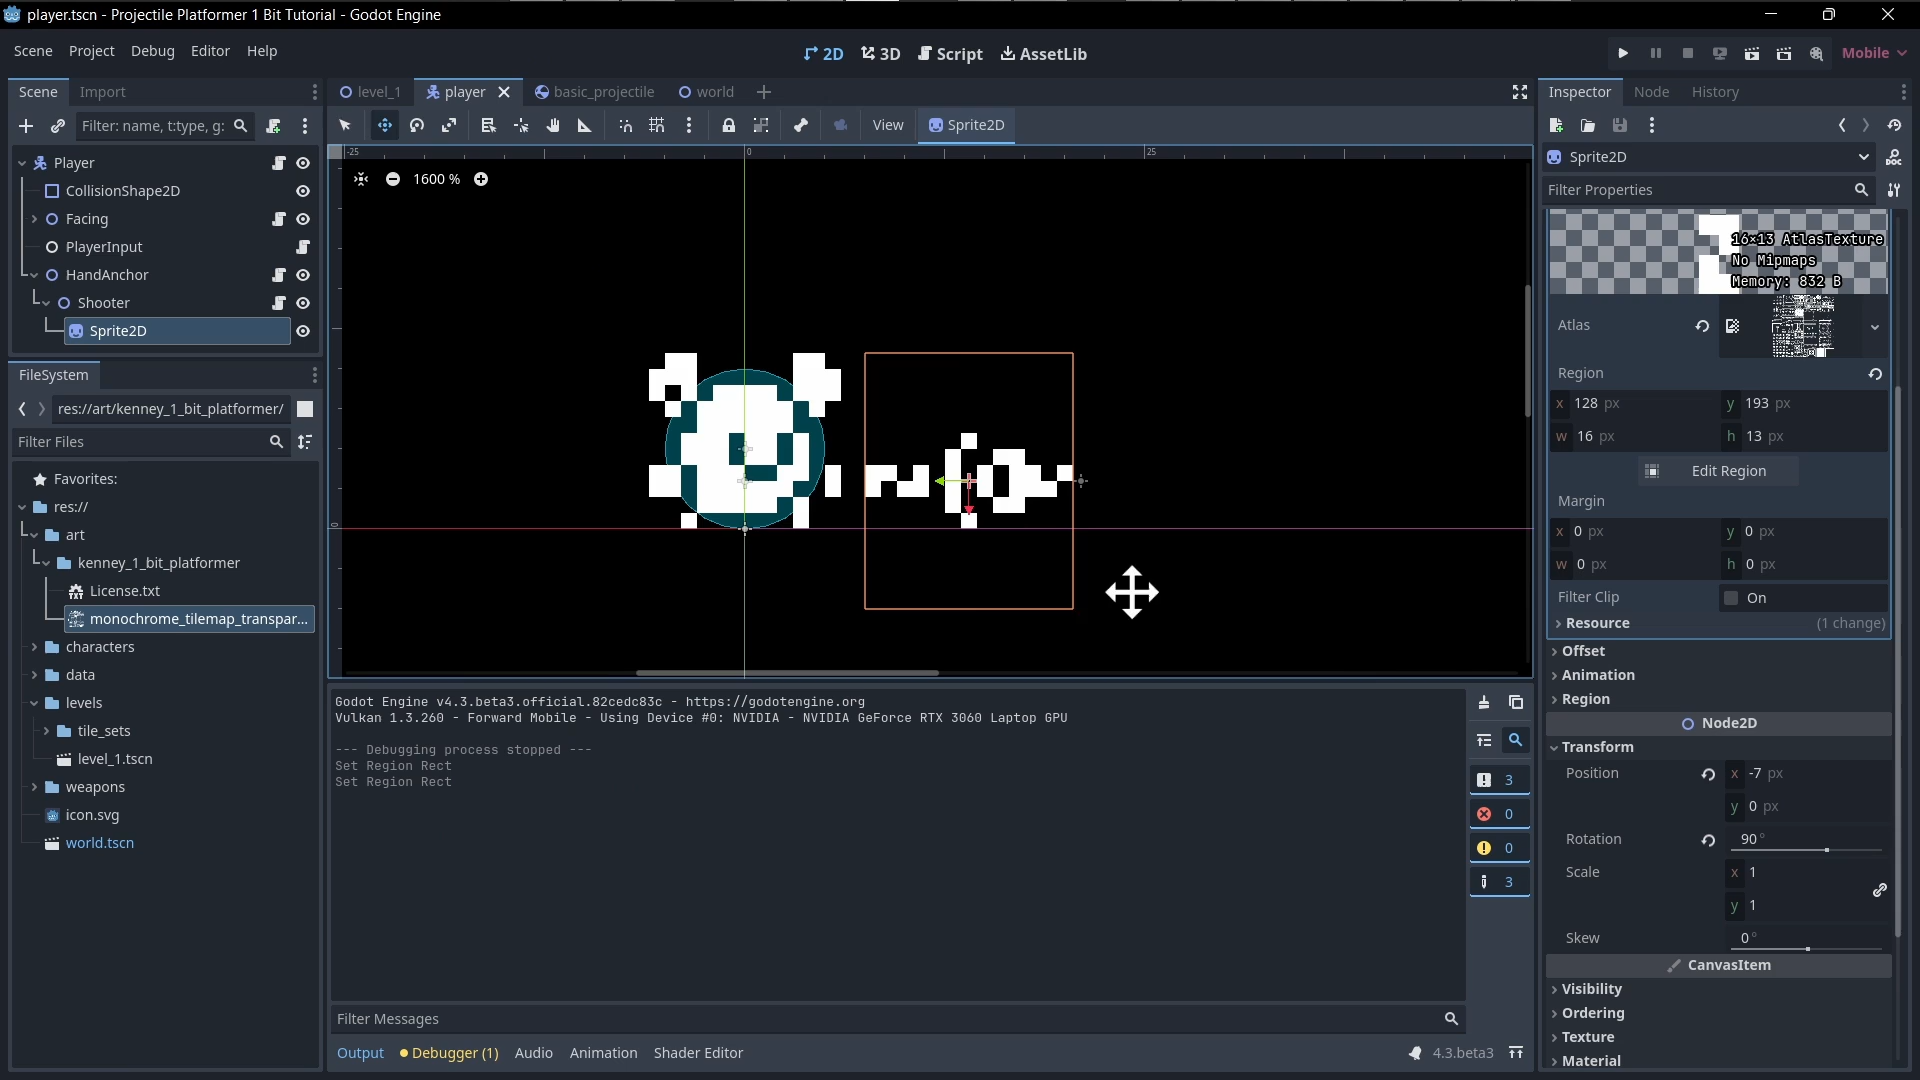 player.tscn - Projectile Platformer 1 Bit Tutorial - Godot Engine
Scene Project Debug Editor Help
2D 3D Script AssetLib
Mobile
Scene Import
level_1 player basic_projectile world
Inspector Node History
Filter: name, t:type, g:
View Sprite2D
Player
CollisionShape2D
Facing
PlayerInput
HandAnchor
Shooter
Sprite2D
FileSystem
res://art/kenney_1_bit_platformer/
Filter Files
Favorites:
res://
art
kenney_1_bit_platformer
License.txt
monochrome_tilemap_transpar...
characters
data
levels
tile_sets
level_1.tscn
weapons
icon.svg
world.tscn
-25 0 25
1600 %
0
Godot Engine v4.3.beta3.official.82cedc83c - https://godotengine.org
Vulkan 1.3.260 - Forward Mobile - Using Device #0: NVIDIA - NVIDIA GeForce RTX 3060 Laptop GPU
--- Debugging process stopped ---
Set Region Rect
Set Region Rect
3
0
0
3
Filter Messages
Output Debugger (1) Audio Animation Shader Editor
4.3.beta3
Sprite2D
DOC
Filter Properties
16×13 AtlasTexture
No Mipmaps
Memory: 832 B
Atlas
Region
x 128 px y 193 px
w 16 px h 13 px
Edit Region
Margin
x 0 px y 0 px
w 0 px h 0 px
Filter Clip On
Resource (1 change)
Offset
Animation
Region
Node2D
Transform
Position x -7 px
y 0 px
Rotation 90°
Scale x 1
y 1
Skew 0°
CanvasItem
Visibility
Ordering
Texture
Material